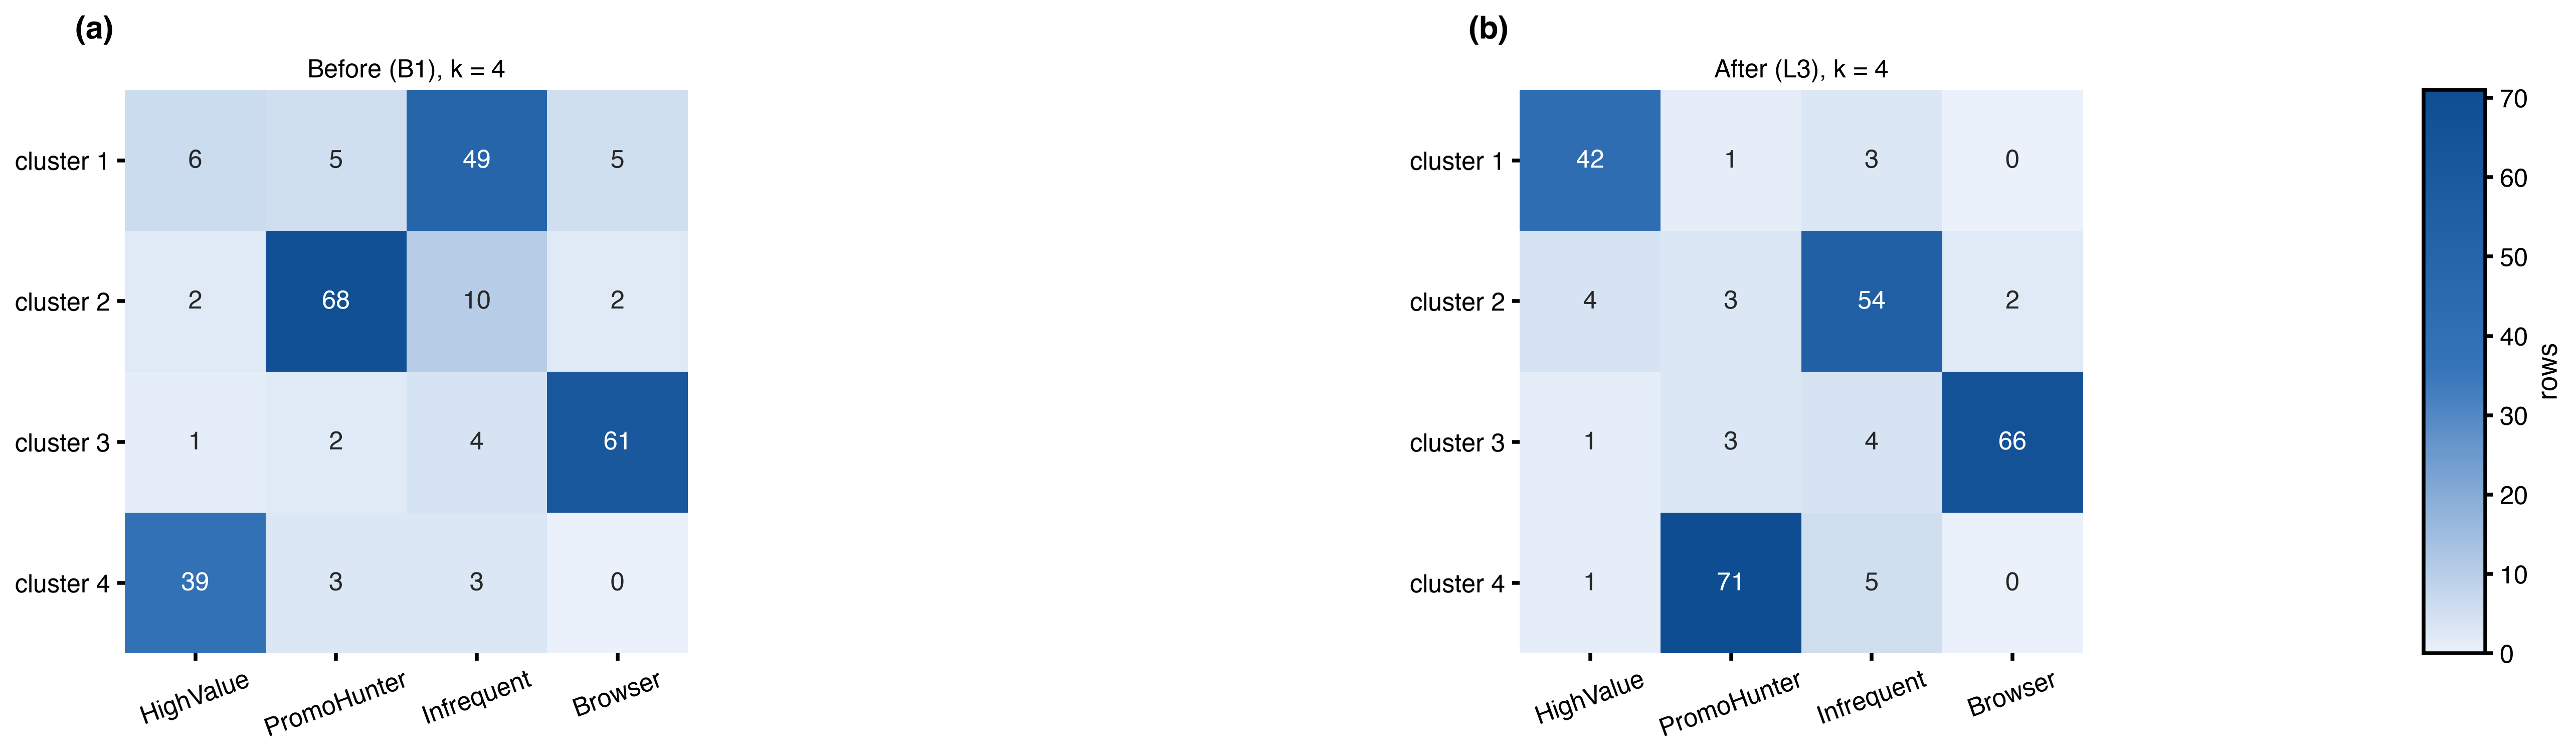 (a)
Before (B1), k = 4
cluster 1 6 5 49 5
cluster 2 2 68 10 2
cluster 3 1 2 4 61
cluster 4 39 3 3 0
HighValue PromoHunter Infrequent Browser
(b)
After (L3), k = 4
cluster 1 42 1 3 0
cluster 2 4 3 54 2
cluster 3 1 3 4 66
cluster 4 1 71 5 0
HighValue PromoHunter Infrequent Browser
70
60
50
40
30
20
10
0
rows